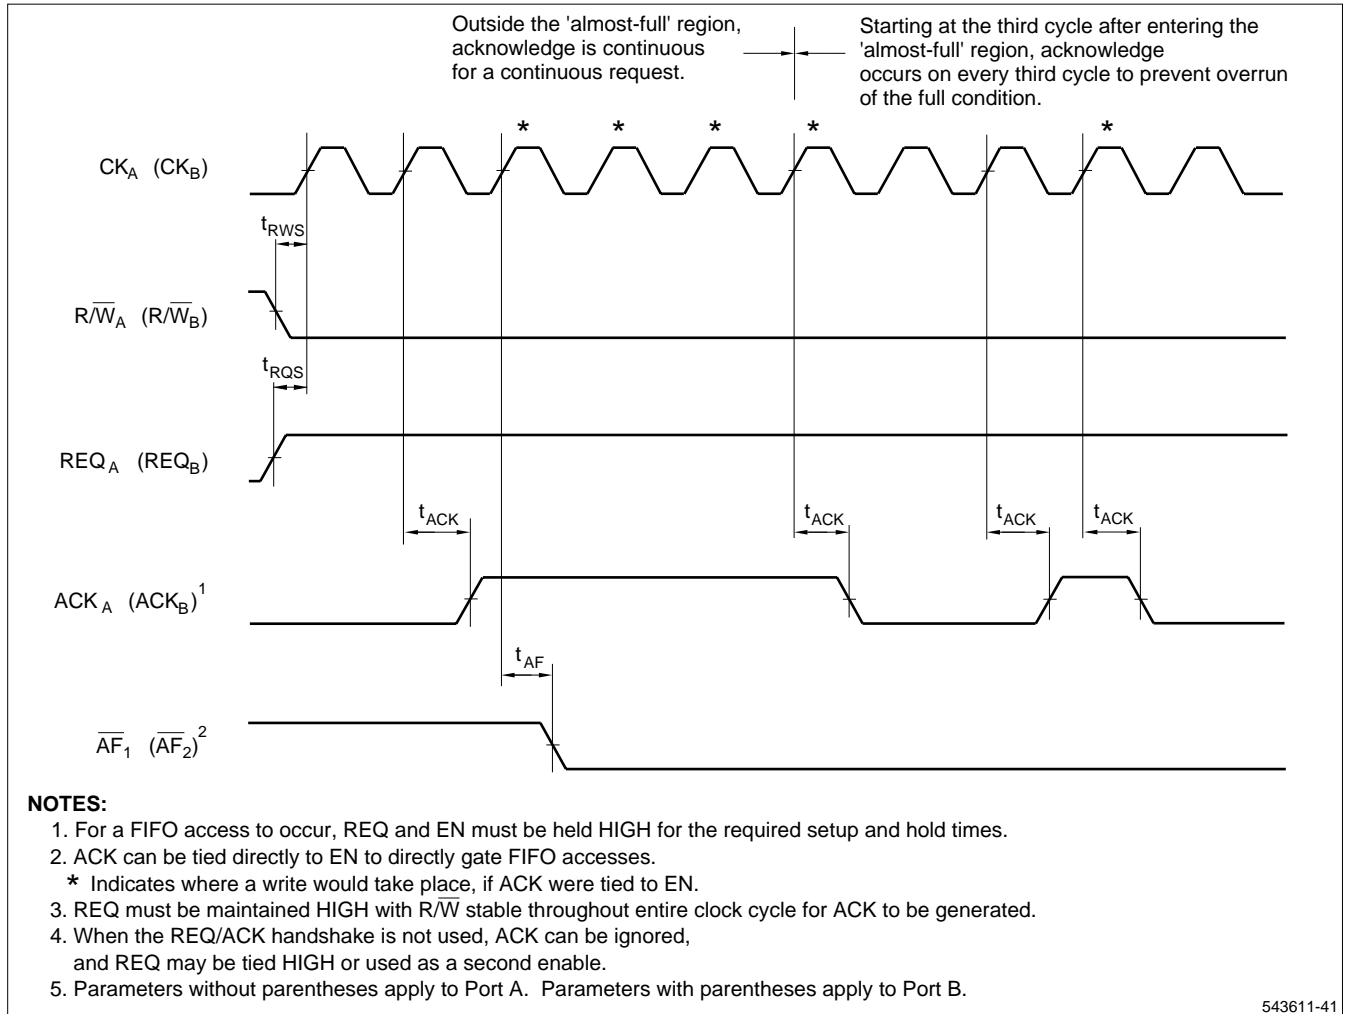 Outside the 'almost-full' region,
acknowledge is continuous
for a continuous request.
Starting at the third cycle after entering the
'almost-full' region, acknowledge
occurs on every third cycle to prevent overrun
of the full condition.
* * * * *
CKA (CKB)
tRWS
R/W̅A (R/W̅B)
tRQS
REQA (REQB)
tACK tACK tACK tACK
ACKA (ACKB)1
tAF
A̅F̅1 (A̅F̅2)2
NOTES:
1. For a FIFO access to occur, REQ and EN must be held HIGH for the required setup and hold times.
2. ACK can be tied directly to EN to directly gate FIFO accesses.
* Indicates where a write would take place, if ACK were tied to EN.
3. REQ must be maintained HIGH with R/W̅ stable throughout entire clock cycle for ACK to be generated.
4. When the REQ/ACK handshake is not used, ACK can be ignored,
and REQ may be tied HIGH or used as a second enable.
5. Parameters without parentheses apply to Port A. Parameters with parentheses apply to Port B.
543611-41